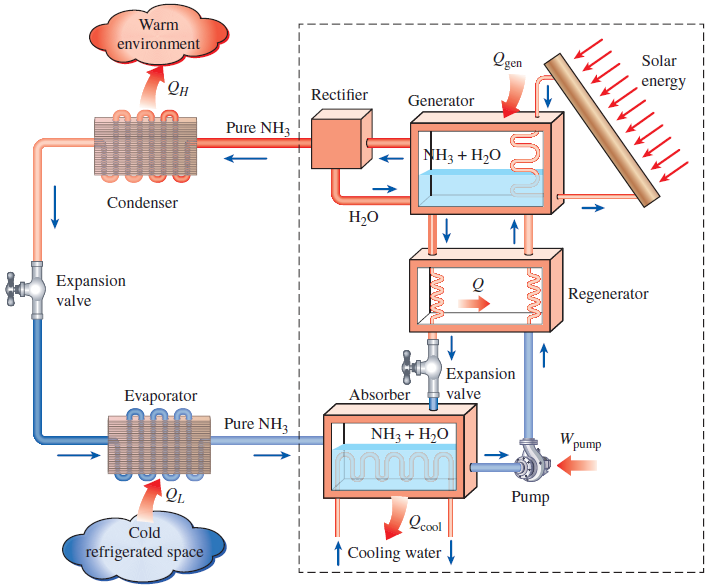 Warm
environment
Q_H
Rectifier
Q_gen
Generator
Solar
energy
Pure NH₃
NH₃ + H₂O
Condenser
H₂O
Expansion
valve
Q
Regenerator
Expansion
valve
Evaporator
Absorber
Pure NH₃
NH₃ + H₂O
W_pump
Pump
Q_L
Q_cool
Cold
refrigerated space
Cooling water